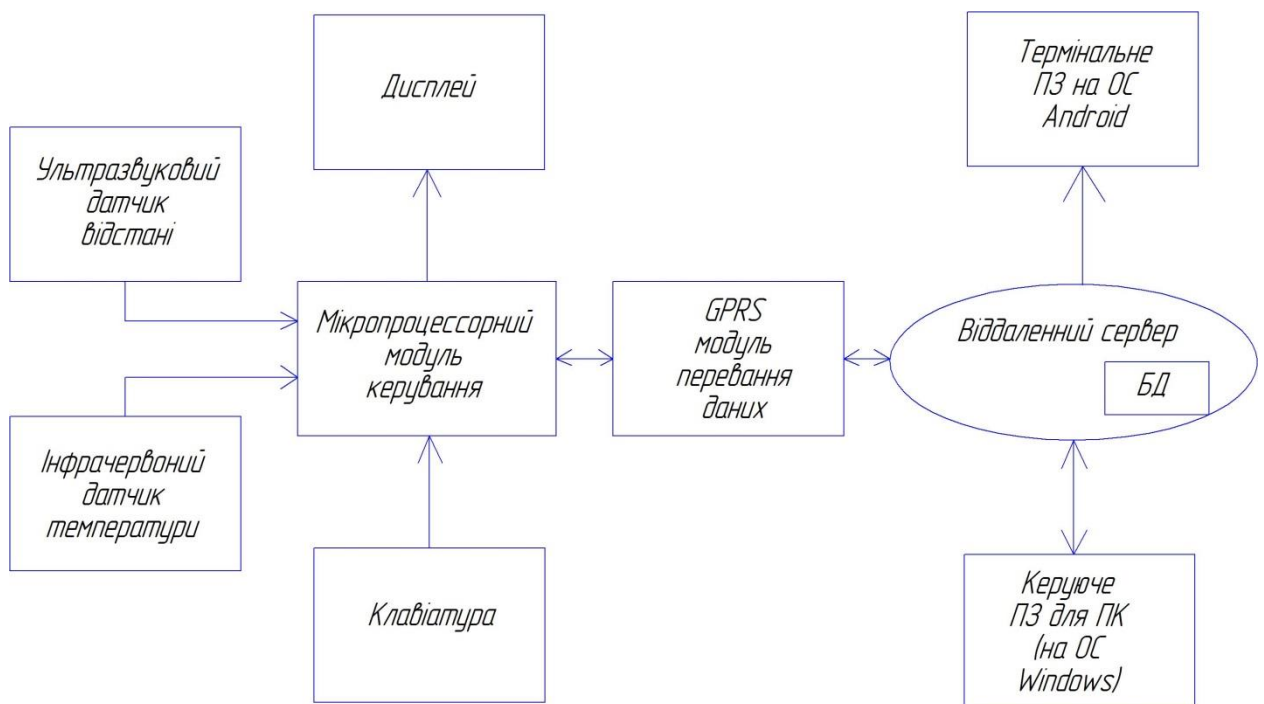 Дисплей
Термінальне
ПЗ на ОС
Android
Ультразвуковий
датчик
відстані
Мікропроцессорний
модуль
керування
GPRS
модуль
перевання
даних
Віддаленний сервер
БД
Інфрачервоний
датчик
температури
Клавіатура
Керуюче
ПЗ для ПК
(на ОС
Windows)